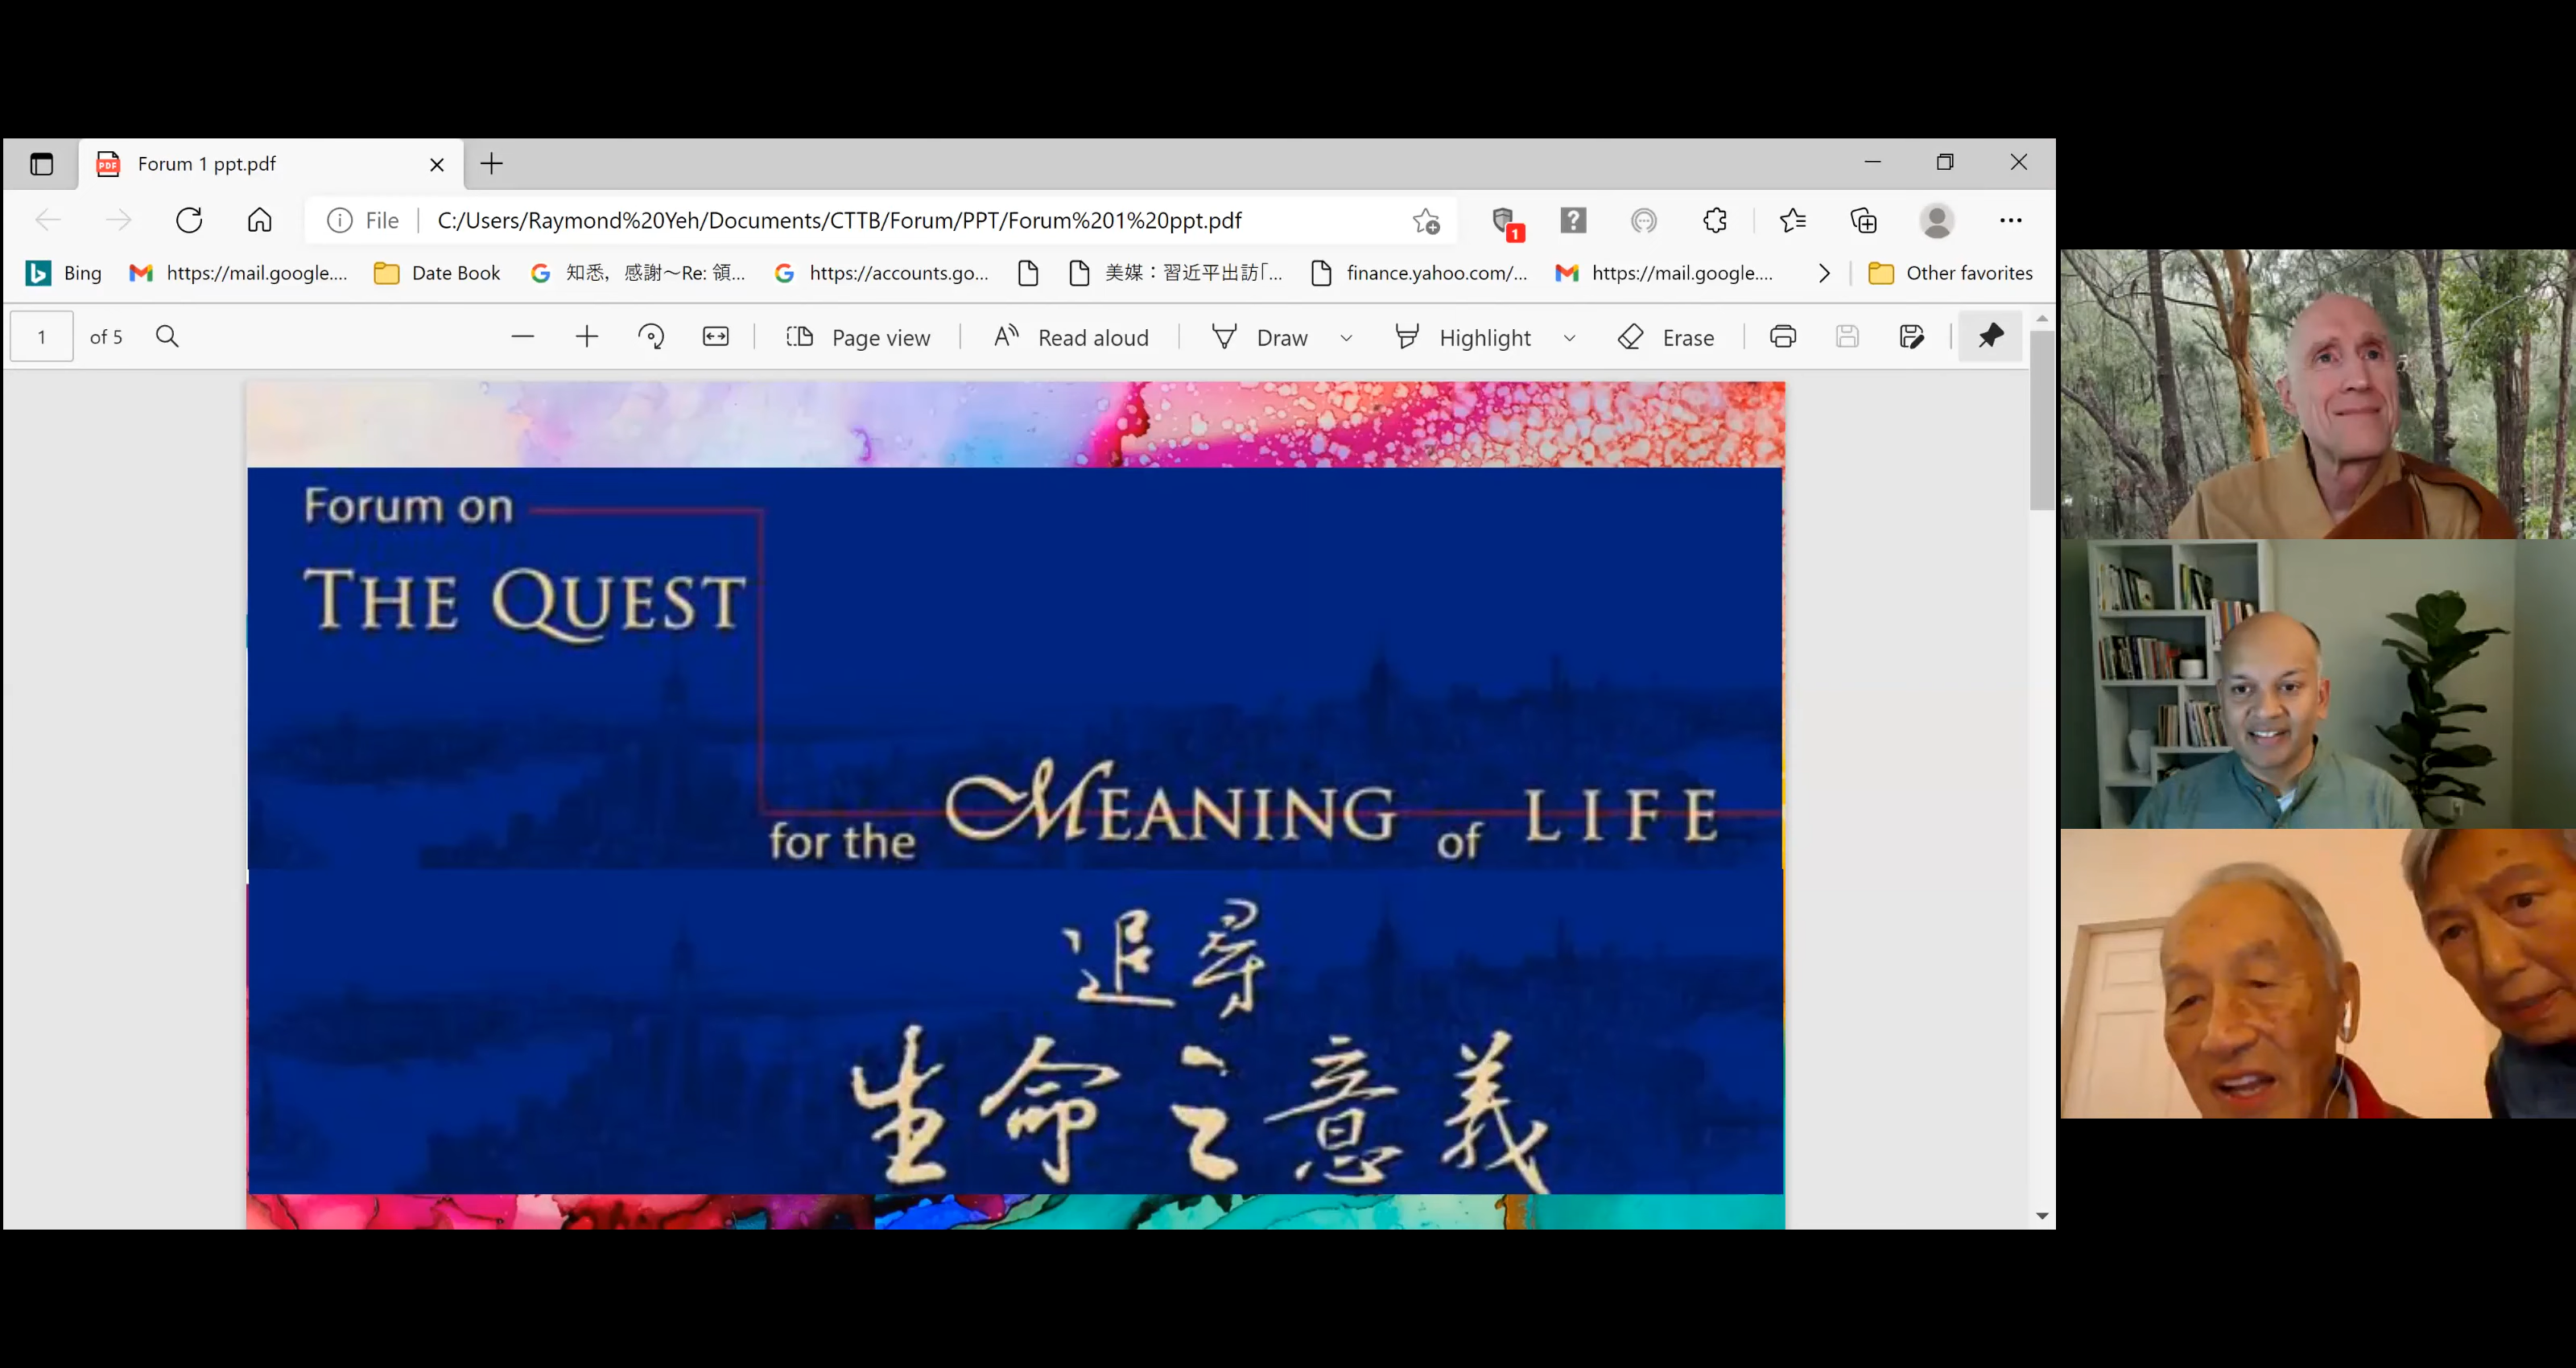 Forum 1 ppt.pdf
File
C:/Users/Raymond%20Yeh/Documents/CTTB/Forum/PPT/Forum%201%20ppt.pdf
1
Bing
https://mail.google....
Date Book
知悉，感謝～Re: 領...
https://accounts.go...
美媒：習近平出訪「...
finance.yahoo.com/...
https://mail.google....
Other favorites
1
of 5
Page view
Read aloud
Draw
Highlight
Erase
Forum on
THE QUEST
for the MEANING of LIFE
追尋
生命之意義